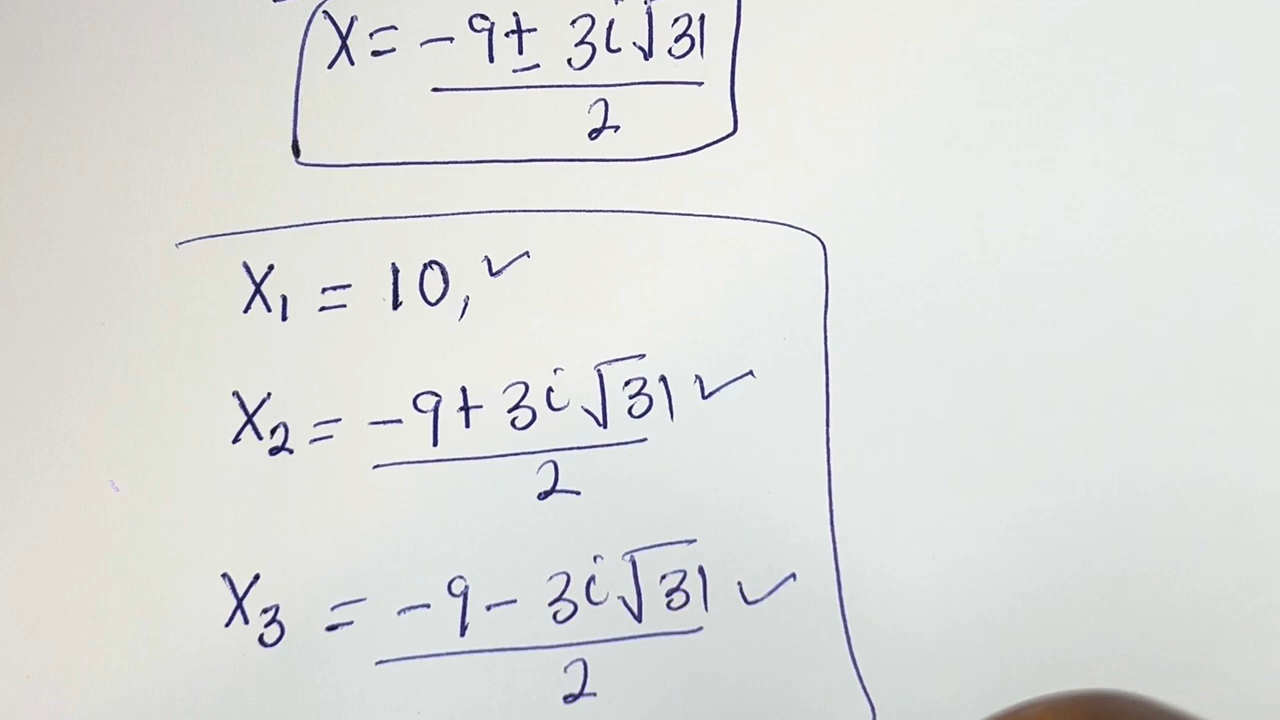 X = -9 ± 3i√31
2
X₁ = 10, ✓
X₂ = -9 + 3i√31 ✓
2
X₃ = -9 - 3i√31 ✓
2